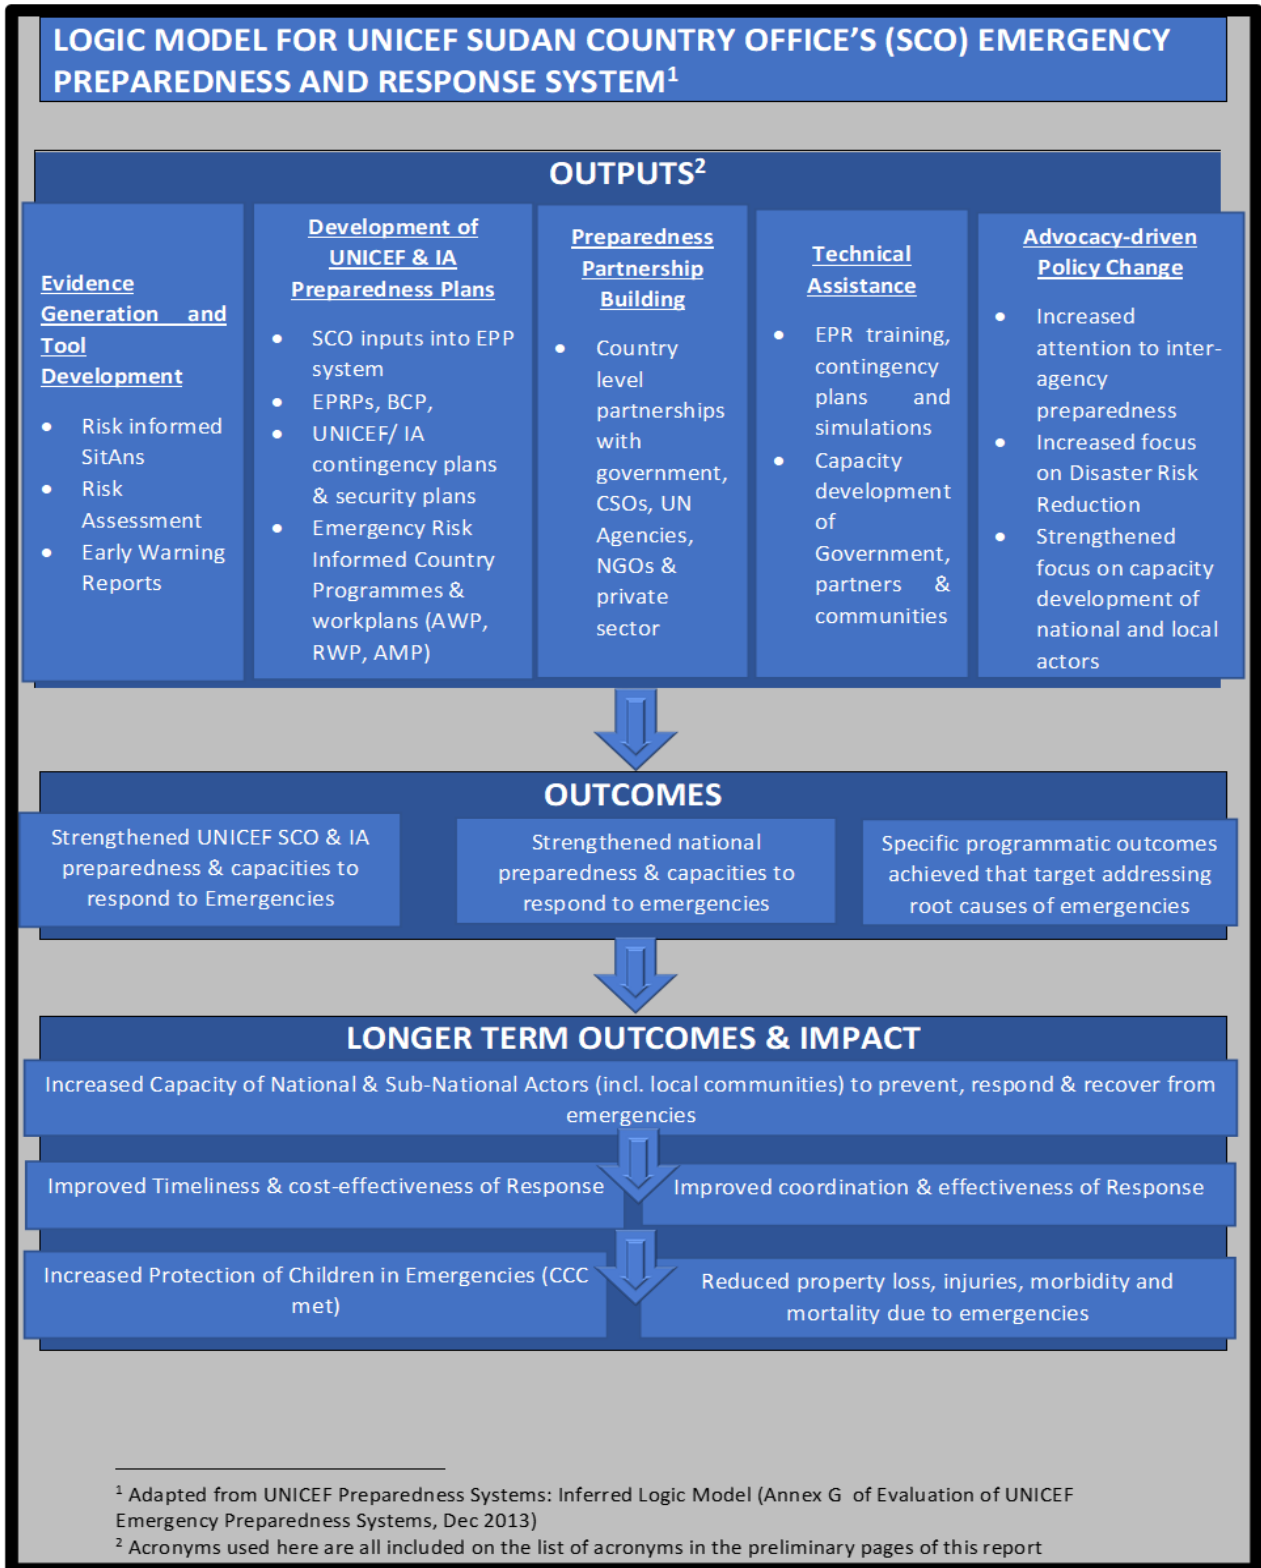 LOGIC MODEL FOR UNICEF SUDAN COUNTRY OFFICE'S (SCO) EMERGENCY
PREPAREDNESS AND RESPONSE SYSTEM¹
OUTPUTS²
Evidence
Generation and
Tool
Development
• Risk informed
SitAns
• Risk
Assessment
• Early Warning
Reports
Development of
UNICEF & IA
Preparedness Plans
• SCO inputs into EPP
system
• EPRPs, BCP,
• UNICEF/ IA
contingency plans
& security plans
• Emergency Risk
Informed Country
Programmes &
workplans (AWP,
RWP, AMP)
Preparedness
Partnership
Building
• Country
level
partnerships
with
government,
CSOs, UN
Agencies,
NGOs &
private
sector
Technical
Assistance
• EPR training,
contingency
plans and
simulations
• Capacity
development
of
Government,
partners &
communities
Advocacy-driven
Policy Change
• Increased
attention to inter-
agency
preparedness
• Increased focus
on Disaster Risk
Reduction
• Strengthened
focus on capacity
development of
national and local
actors
OUTCOMES
Strengthened UNICEF SCO & IA
preparedness & capacities to
respond to Emergencies
Strengthened national
preparedness & capacities to
respond to emergencies
Specific programmatic outcomes
achieved that target addressing
root causes of emergencies
LONGER TERM OUTCOMES & IMPACT
Increased Capacity of National & Sub-National Actors (incl. local communities) to prevent, respond & recover from
emergencies
Improved Timeliness & cost-effectiveness of Response
Improved coordination & effectiveness of Response
Increased Protection of Children in Emergencies (CCC
met)
Reduced property loss, injuries, morbidity and
mortality due to emergencies
¹ Adapted from UNICEF Preparedness Systems: Inferred Logic Model (Annex G of Evaluation of UNICEF
Emergency Preparedness Systems, Dec 2013)
² Acronyms used here are all included on the list of acronyms in the preliminary pages of this report